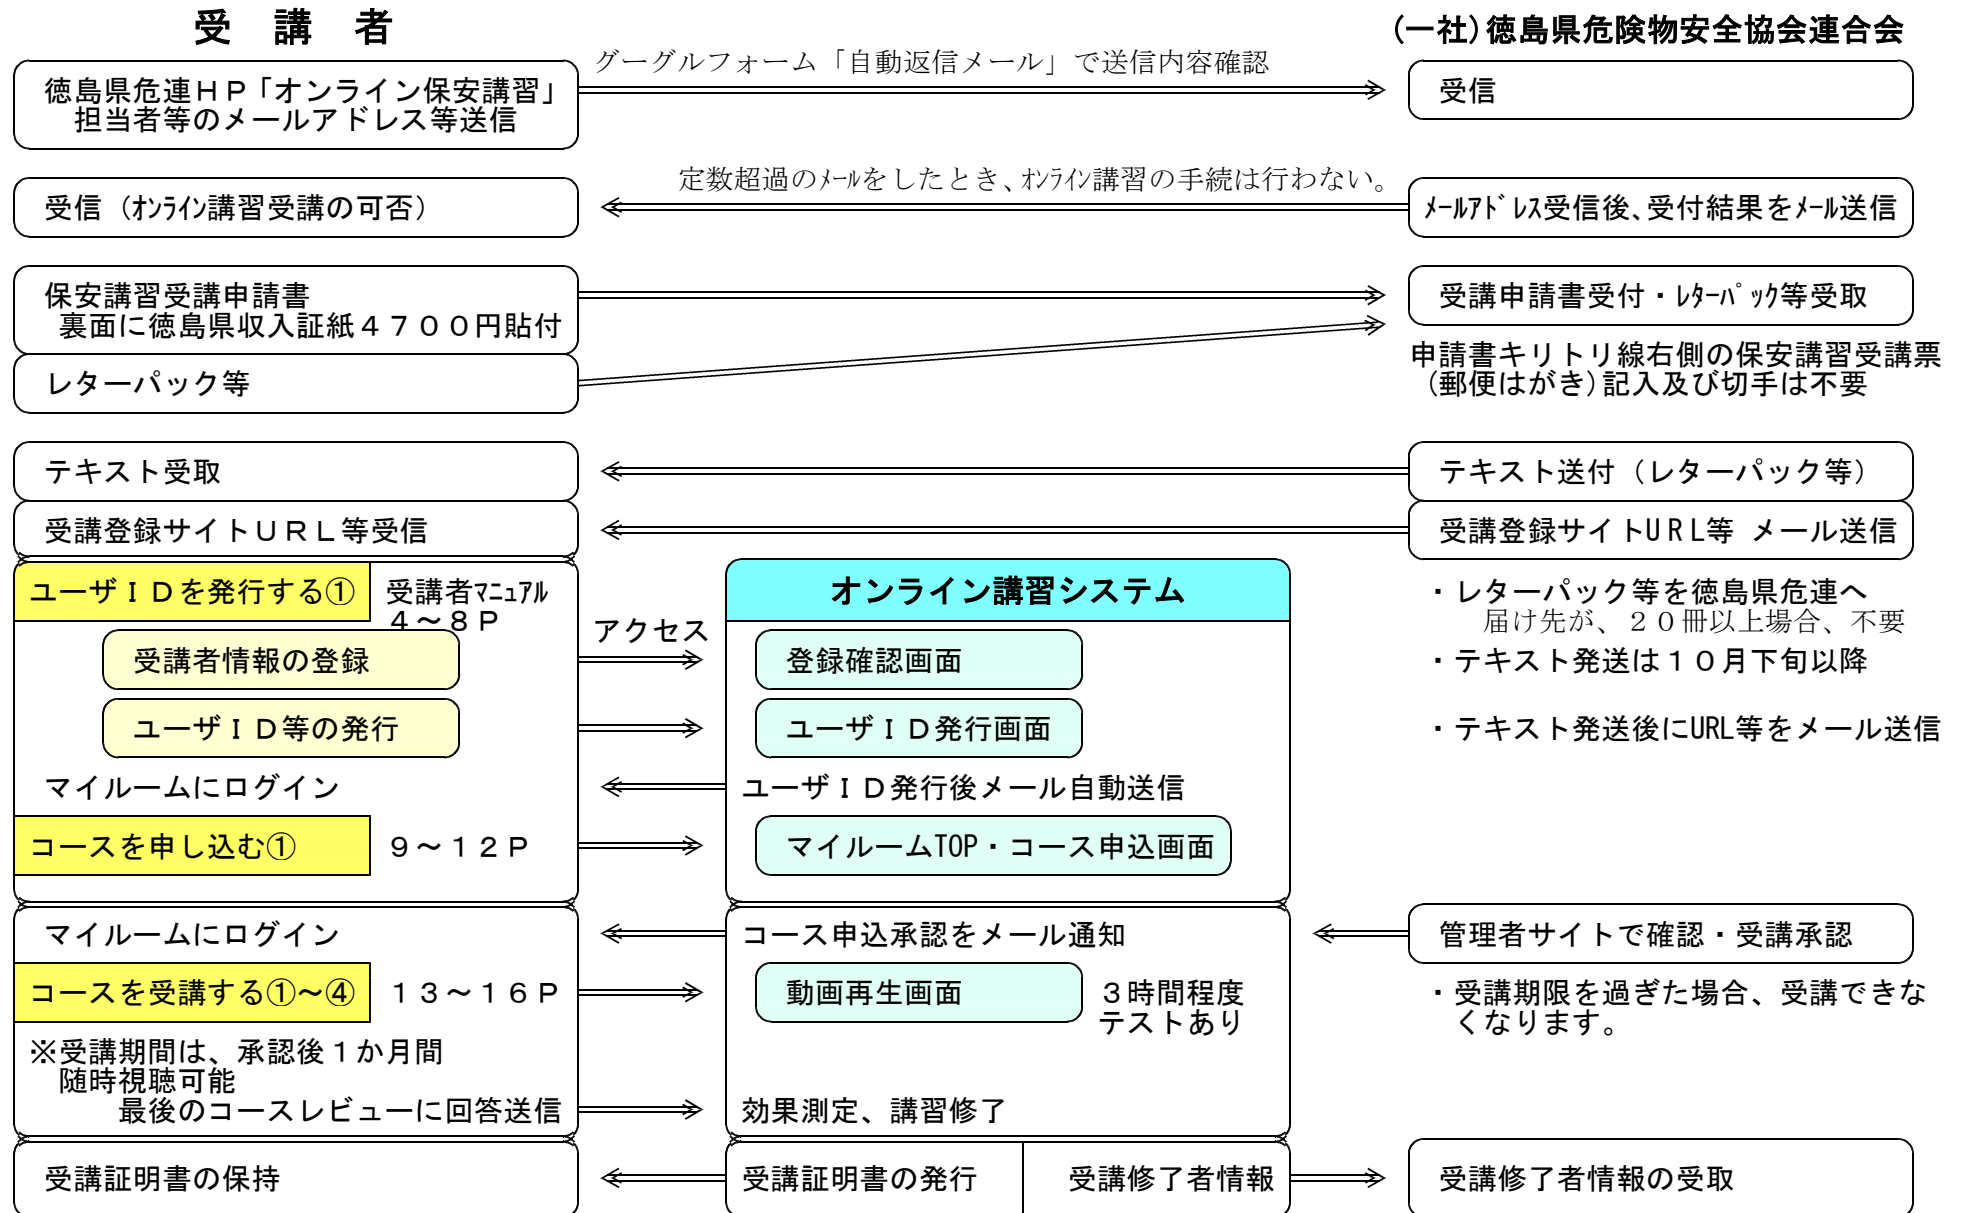 受　講　者
(一社)徳島県危険物安全協会連合会
グーグルフォーム「自動返信メール」で送信内容確認
徳島県危連ＨＰ「オンライン保安講習」
担当者等のメールアドレス等送信
受信
定数超過のﾒｰﾙをしたとき、ｵﾝﾗｲﾝ講習の手続は行わない。
受信（ｵﾝﾗｲﾝ講習受講の可否）
ﾒｰﾙｱﾄﾞﾚｽ受信後、受付結果をﾒｰﾙ送信
保安講習受講申請書
裏面に徳島県収入証紙４７００円貼付
受講申請書受付・ﾚﾀｰﾊﾟｯｸ等受取
レターパック等
申請書キリトリ線右側の保安講習受講票
(郵便はがき)記入及び切手は不要
テキスト受取
テキスト送付（レターパック等）
受講登録サイトＵＲＬ等受信
受講登録サイトURL等 メール送信
ユーザＩＤを発行する①
受講者ﾏﾆｭｱﾙ
４～８Ｐ
アクセス
オンライン講習システム
・レターパック等を徳島県危連へ
届け先が、２０冊以上場合、不要
受講者情報の登録
登録確認画面
・テキスト発送は１０月下旬以降
ユーザＩＤ等の発行
ユーザＩＤ発行画面
・テキスト発送後にURL等をメール送信
マイルームにログイン
ユーザＩＤ発行後メール自動送信
コースを申し込む①
９～１２Ｐ
マイルームTOP・コース申込画面
マイルームにログイン
コース申込承認をメール通知
管理者サイトで確認・受講承認
コースを受講する①～④
１３～１６Ｐ
動画再生画面
３時間程度
テストあり
・受講期限を過ぎた場合、受講できな
くなります。
※受講期間は、承認後１か月間
随時視聴可能
最後のコースレビューに回答送信
効果測定、講習修了
受講証明書の保持
受講証明書の発行
受講修了者情報
受講修了者情報の受取